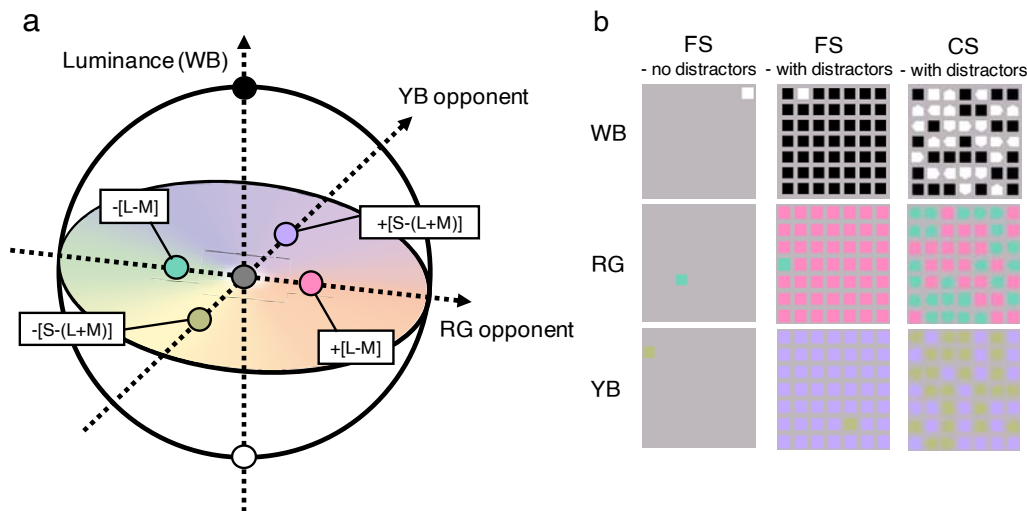 a
Luminance (WB)
YB opponent
-[L-M]
+[S-(L+M)]
-[S-(L+M)]
+[L-M]
RG opponent
b
FS
- no distractors
FS
- with distractors
CS
- with distractors
WB
RG
YB